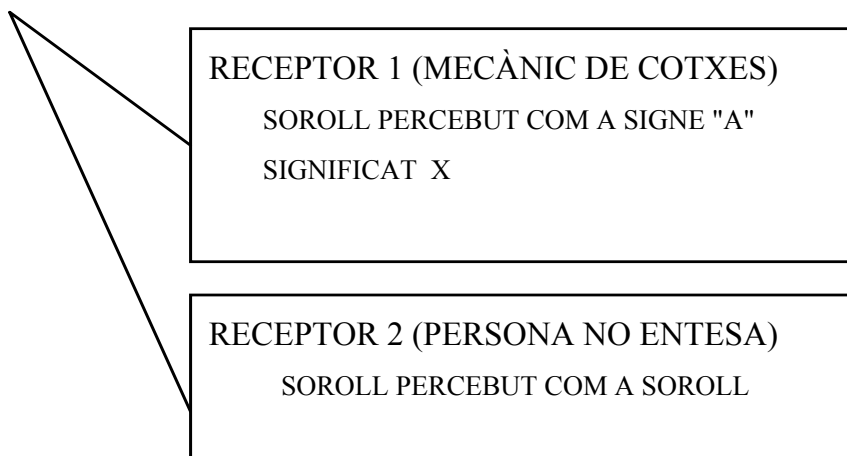 RECEPTOR 1 (MECÀNIC DE COTXES)
SOROLL PERCEBUT COM A SIGNE "A"
SIGNIFICAT X
RECEPTOR 2 (PERSONA NO ENTESA)
SOROLL PERCEBUT COM A SOROLL